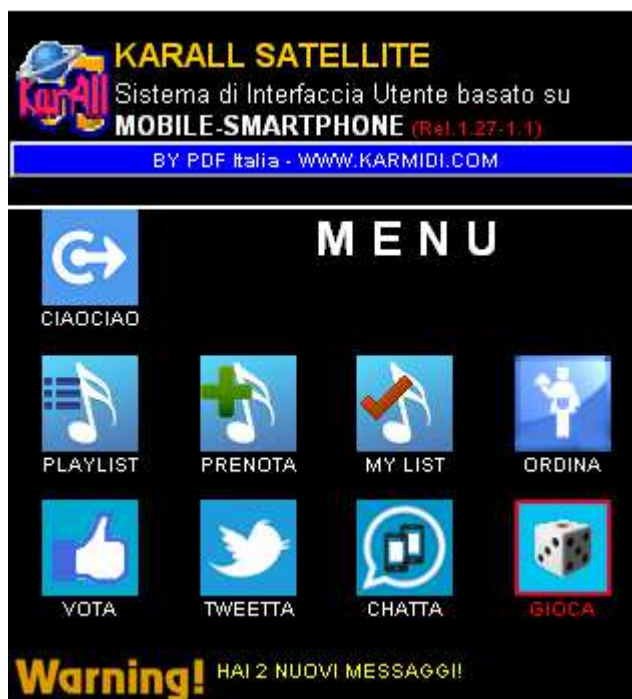 KarAll
KARALL SATELLITE
Sistema di Interfaccia Utente basato su
MOBILE-SMARTPHONE (Rel.1.27-1.1)
BY PDF Italia - WWW.KARMIDI.COM
MENU
CIAOCIAO
PLAYLIST PRENOTA MY LIST ORDINA
VOTA TWEETTA CHATTA GIOCA
Warning! HAI 2 NUOVI MESSAGGI!